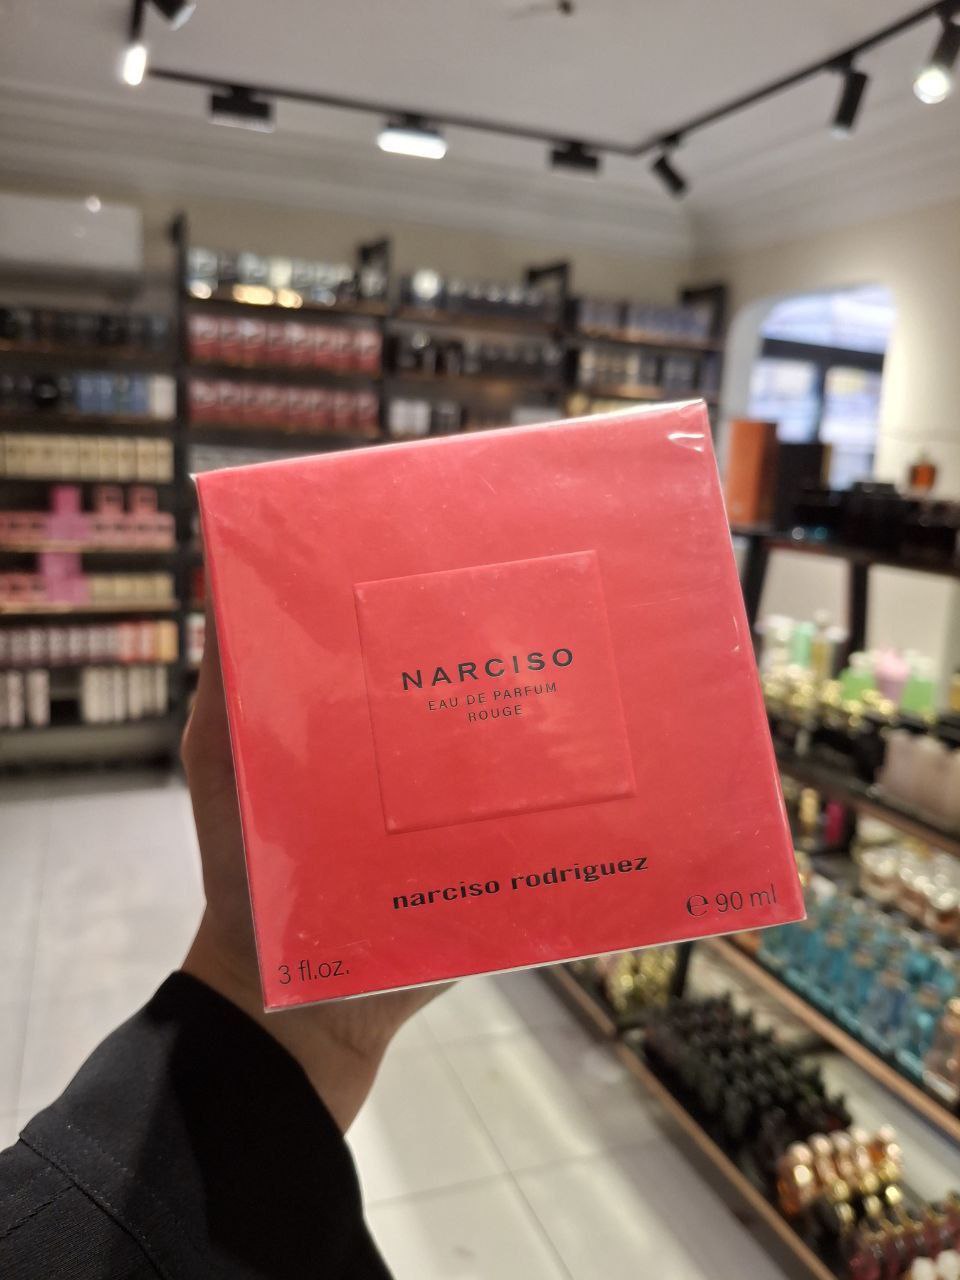 NARCISO
EAU DE PARFUM
ROUGE
narciso rodriguez
3 fl.oz.
℮ 90 ml